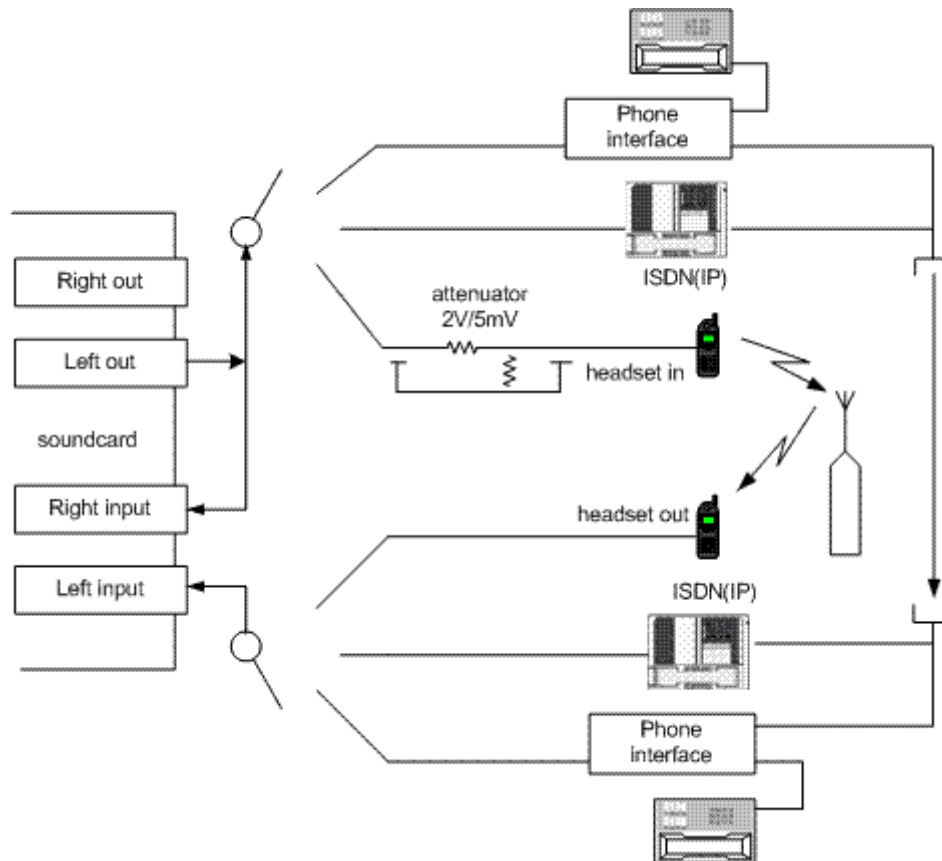 Phone
interface
ISDN(IP)
Right out
attenuator
2V/5mV
Left out
headset in
soundcard
Right input
headset out
Left input
ISDN(IP)
Phone
interface